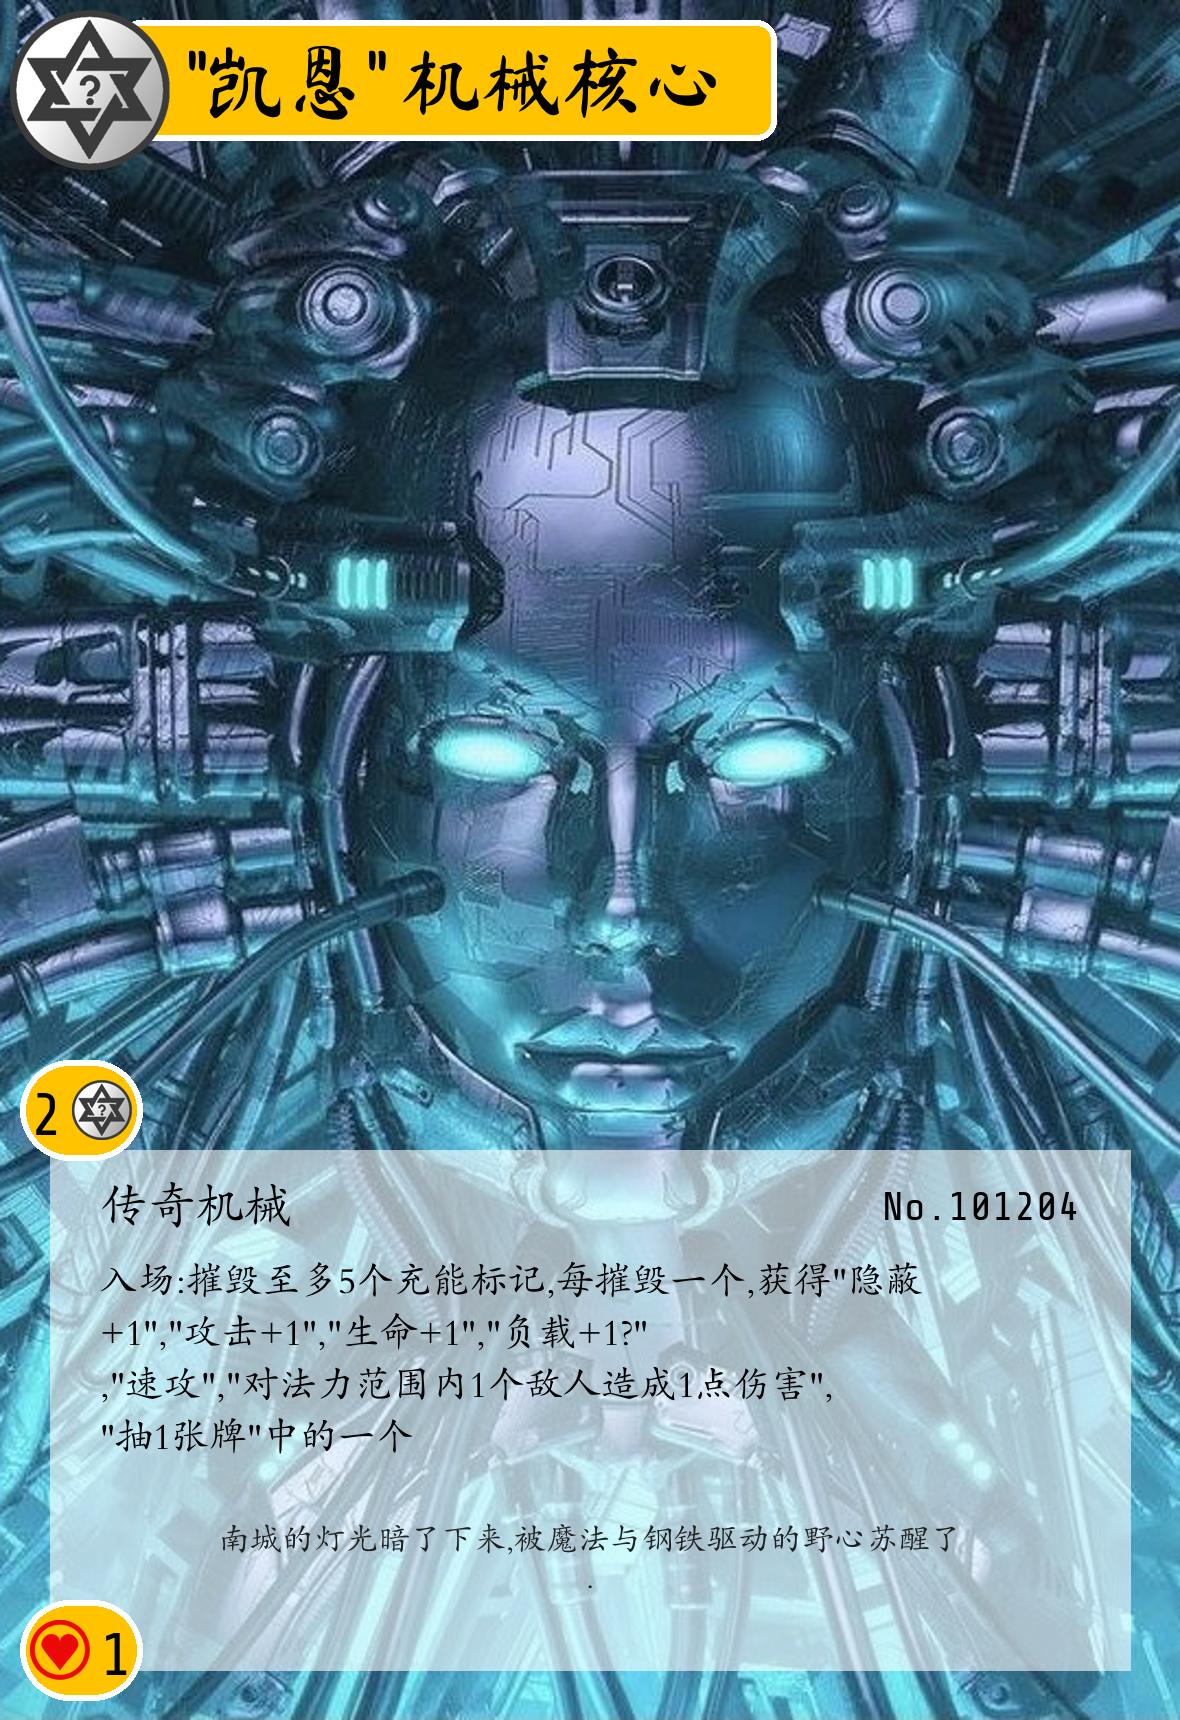 "凯恩"机械核心
2
传奇机械
No.101204
入场:摧毁至多5个充能标记,每摧毁一个,获得"隐蔽
+1","攻击+1","生命+1","负载+1?"
,"速攻","对法力范围内1个敌人造成1点伤害",
"抽1张牌"中的一个
南城的灯光暗了下来,被魔法与钢铁驱动的野心苏醒了
.
1